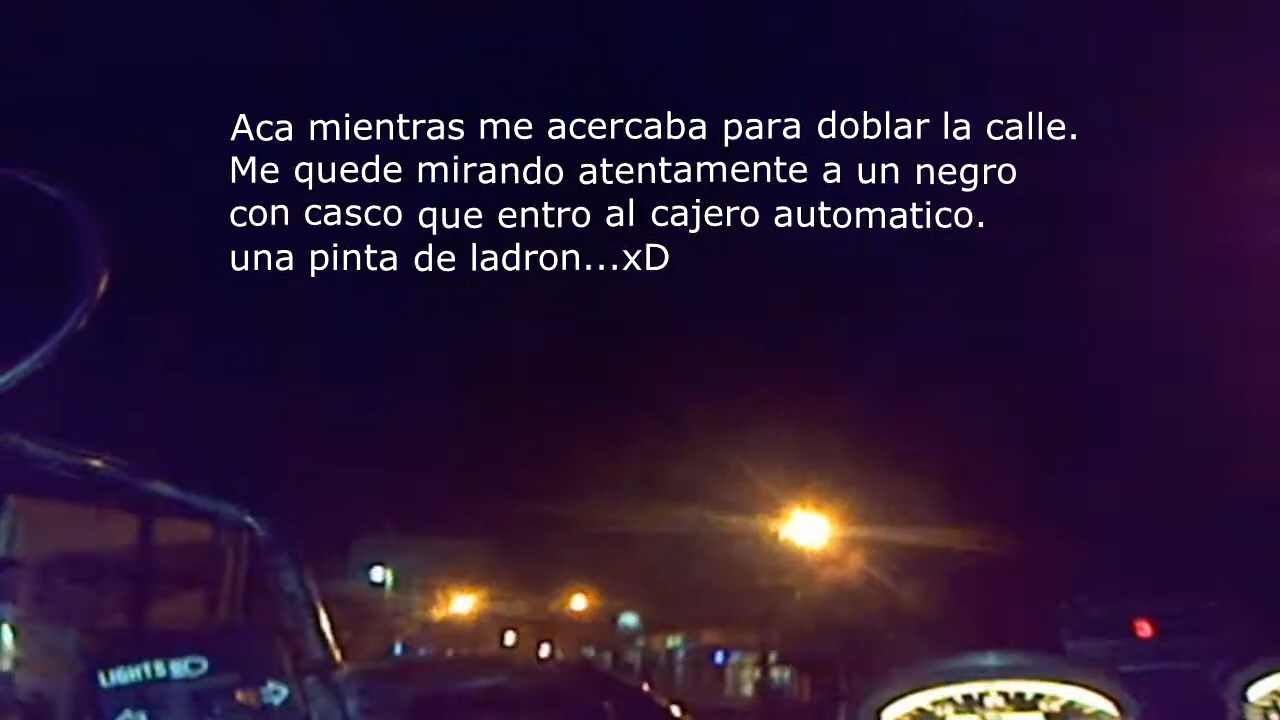 Aca mientras me acercaba para doblar la calle.
Me quede mirando atentamente a un negro
con casco que entro al cajero automatico.
una pinta de ladron...xD
LIGHTS
3